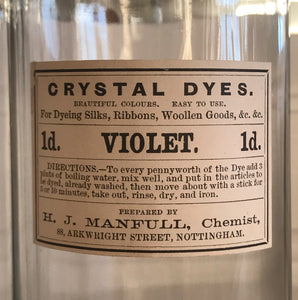 CRYSTAL DYES.
BEAUTIFUL COLOURS. EASY TO USE.
For Dyeing Silks, Ribbons, Woollen Goods, &c. &c.
1d. VIOLET. 1d.
DIRECTIONS.—To every pennyworth of the Dye add 3
pints of boiling water, mix well, and put in the articles to
be dyed, already washed, then move about with a stick for
5 or 10 minutes, take out, rinse, dry, and iron.
PREPARED BY
H. J. MANFULL, Chemist,
88, ARKWRIGHT STREET, NOTTINGHAM.